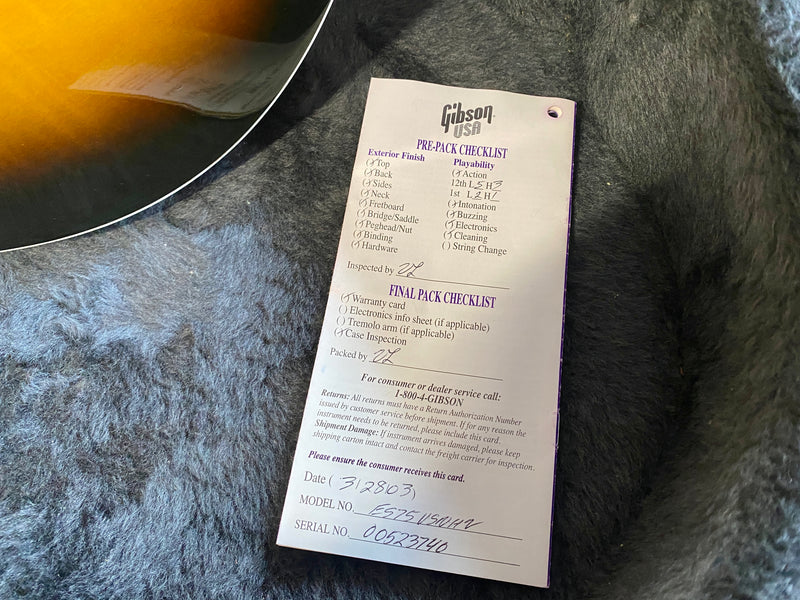 Gibson
USA
PRE-PACK CHECKLIST
Exterior Finish
(✓) Top
(✓) Back
(✓) Sides
(✓) Neck
(✓) Fretboard
(✓) Bridge/Saddle
(✓) Peghead/Nut
(✓) Binding
(✓) Hardware
Playability
(✓) Action
12th L 5 H 3
1st L 2 H 1
(✓) Intonation
(✓) Buzzing
(✓) Electronics
(✓) Cleaning
( ) String Change
Inspected by
FINAL PACK CHECKLIST
(✓) Warranty card
( ) Electronics info sheet (if applicable)
( ) Tremolo arm (if applicable)
(✓) Case Inspection
Packed by
For consumer or dealer service call:
1-800-4-GIBSON
Returns: All returns must have a Return Authorization Number
issued by customer service before shipment. If for any reason the
instrument needs to be returned, please include this card.
Shipment Damage: If instrument arrives damaged, please keep
shipping carton intact and contact the freight carrier for inspection.
Please ensure the consumer receives this card.
Date ( 312803 )
MODEL NO. ES75VSNH2
SERIAL NO. 00523740